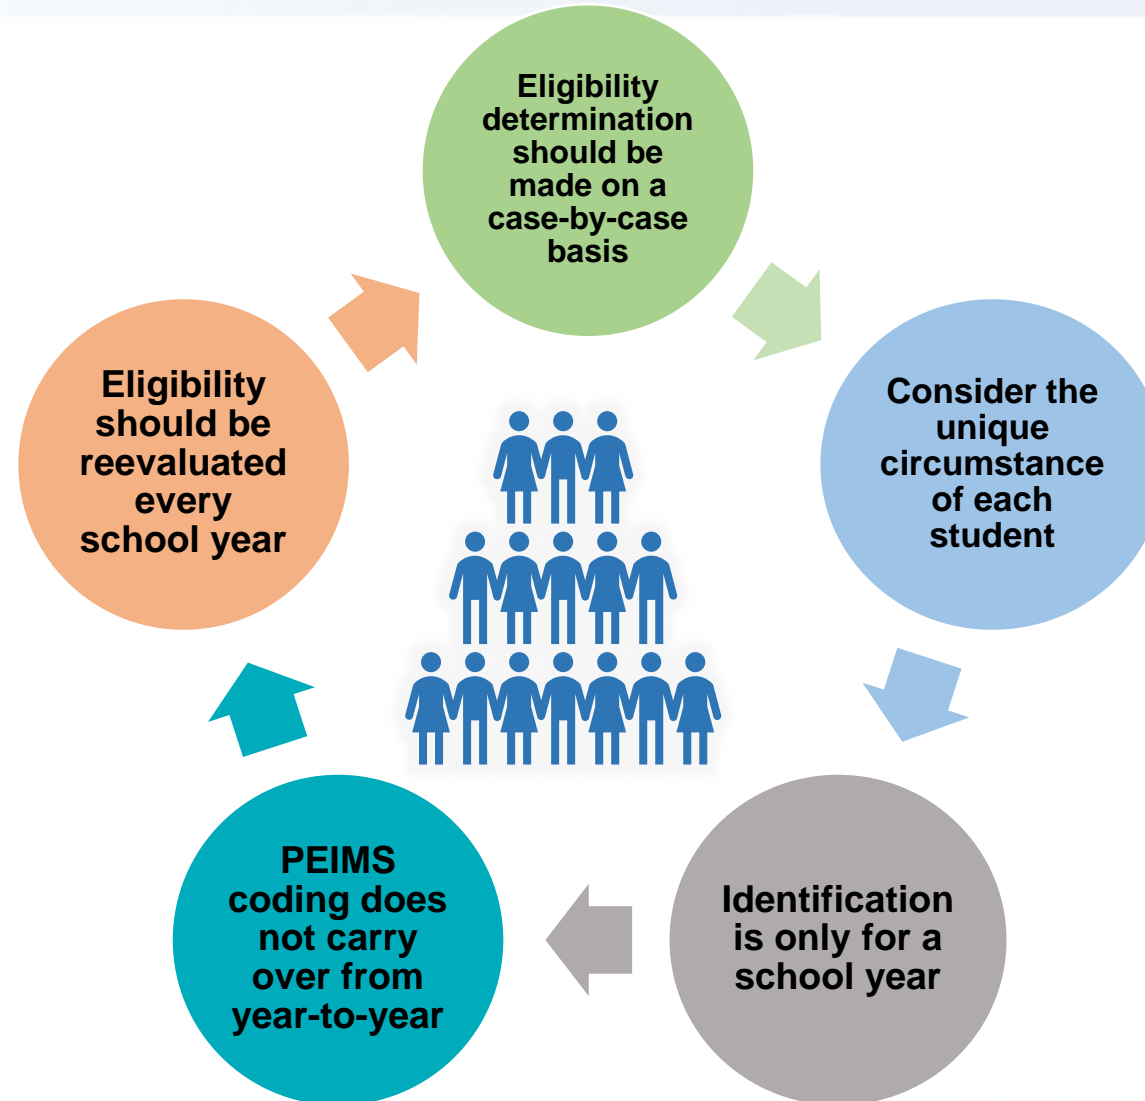 Eligibility
determination
should be
made on a
case-by-case
basis
Consider the
unique
circumstance
of each
student
Identification
is only for a
school year
PEIMS
coding does
not carry
over from
year-to-year
Eligibility
should be
reevaluated
every
school year